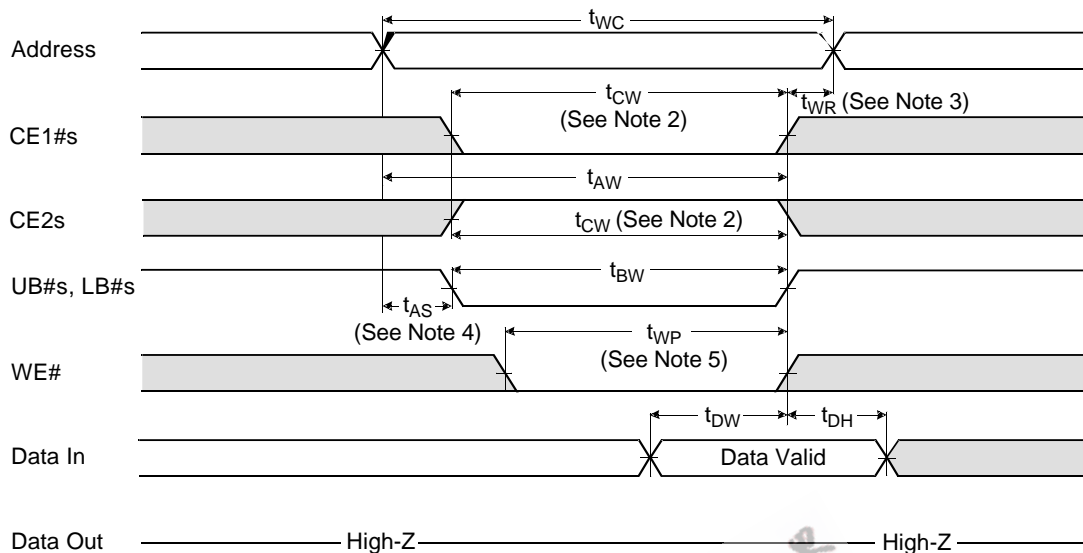 tWC
Address
tCW
(See Note 2)
tWR (See Note 3)
CE1#s
tAW
CE2s
tCW (See Note 2)
tBW
UB#s, LB#s
tAS
(See Note 4)
tWP
(See Note 5)
WE#
tDW
tDH
Data In
Data Valid
Data Out
High-Z
High-Z